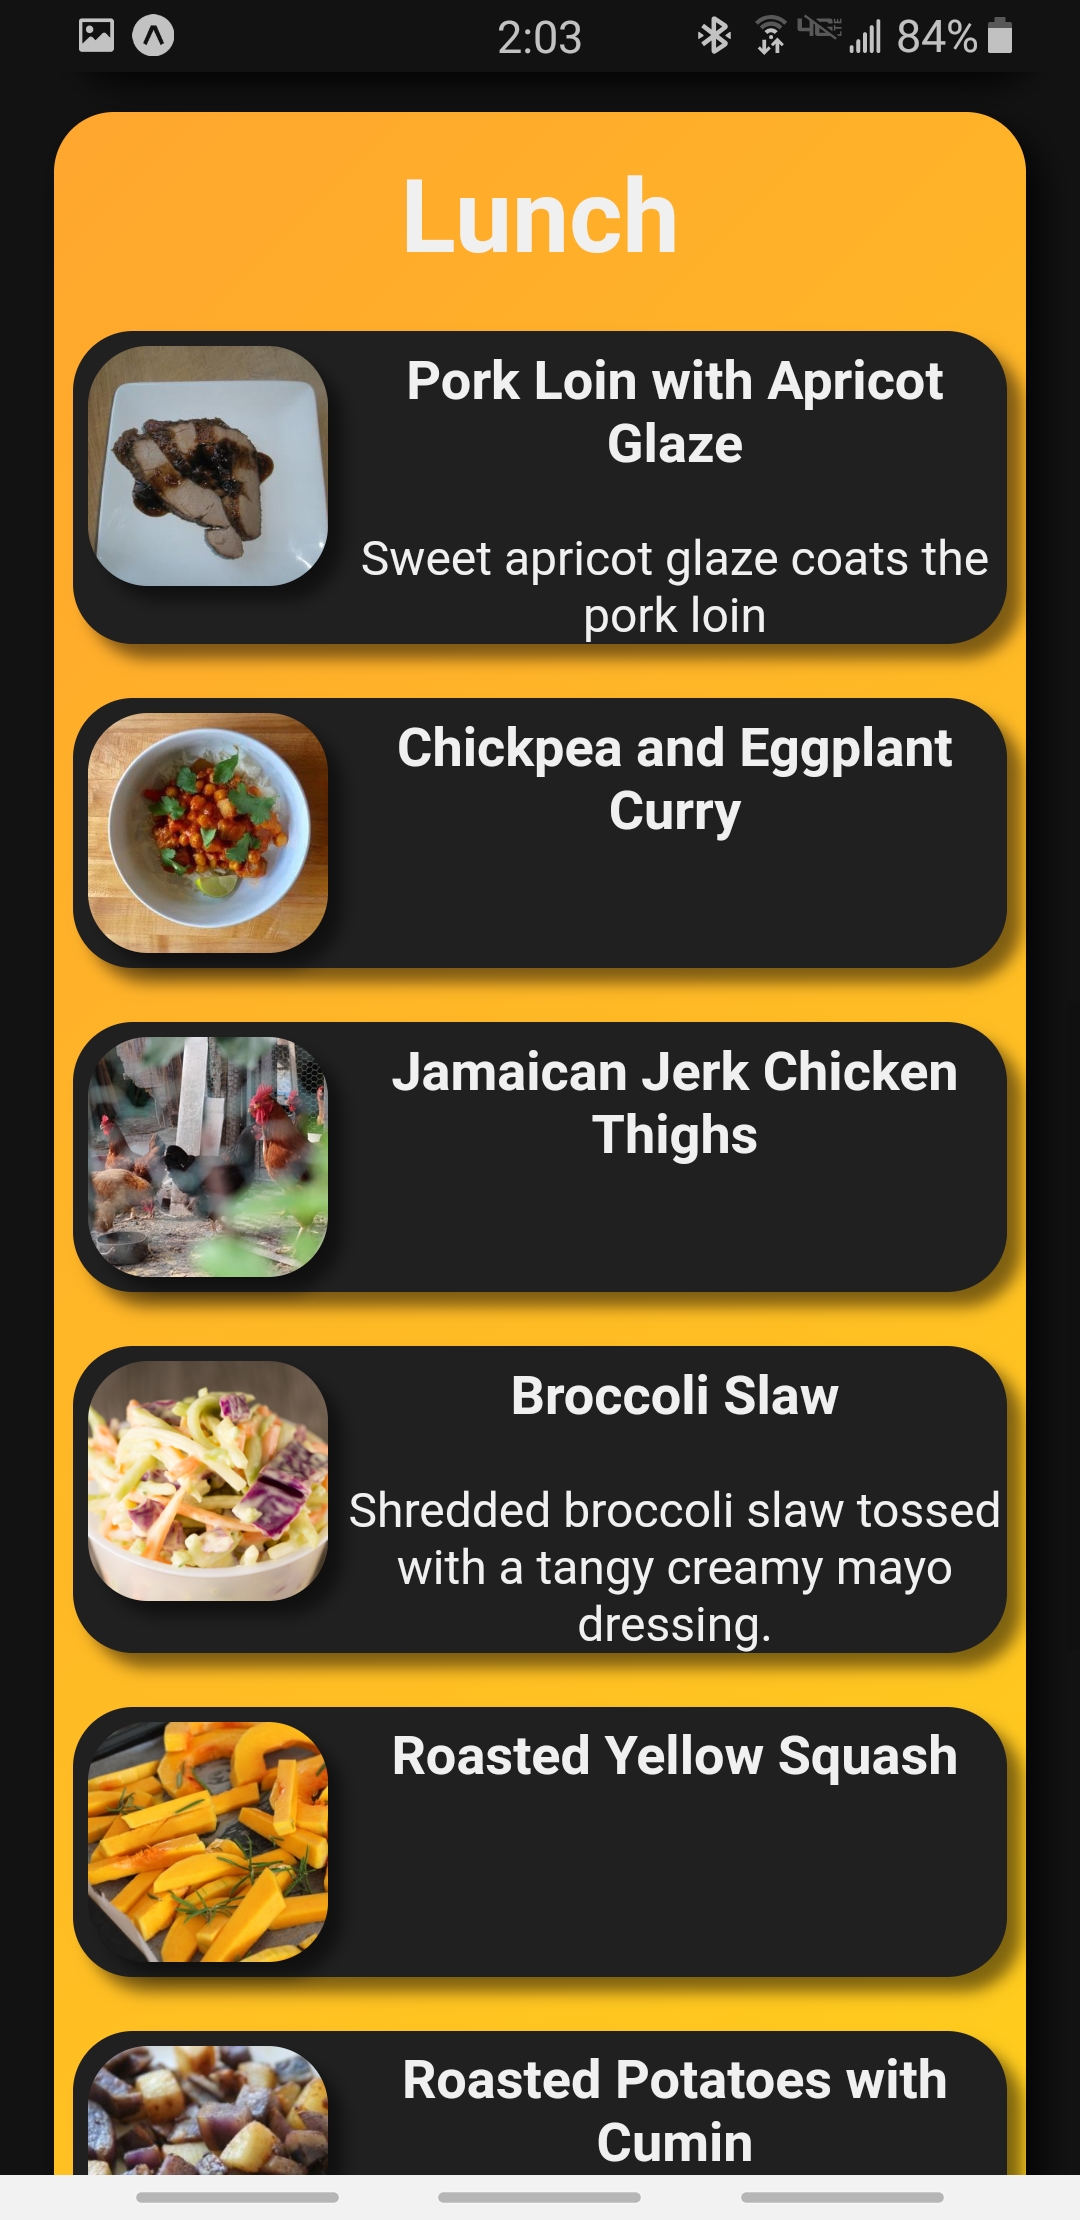 2:03
84%
Lunch
Pork Loin with Apricot
Glaze
Sweet apricot glaze coats the
pork loin
Chickpea and Eggplant
Curry
Jamaican Jerk Chicken
Thighs
Broccoli Slaw
Shredded broccoli slaw tossed
with a tangy creamy mayo
dressing.
Roasted Yellow Squash
Roasted Potatoes with
Cumin